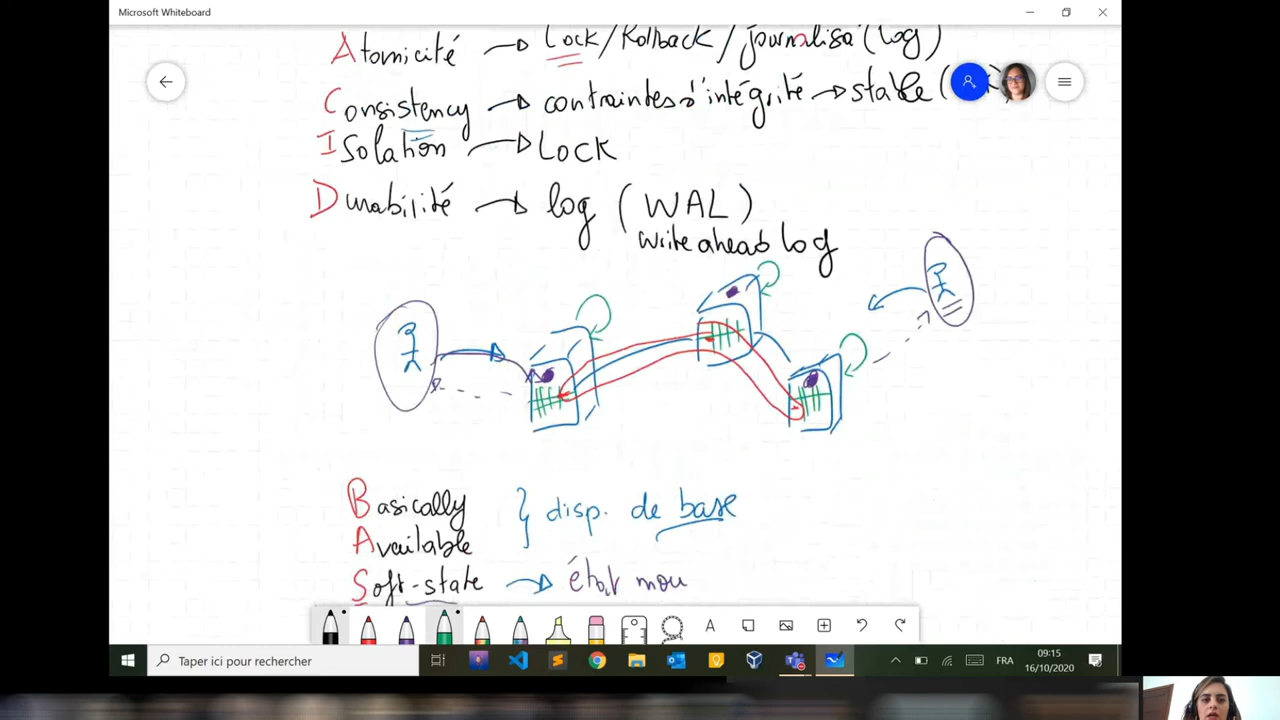 Microsoft Whiteboard
Atomicité → Lock/Rolback/journalisa(log)
Consistency → contraintes d'intégrité → stable (
ISolation → LOCK
Durabilité → log (WAL)
write ahead log
Basically } disp. de base
Available
Soft-state → état mou
Taper ici pour rechercher
FRA
09:15
16/10/2020